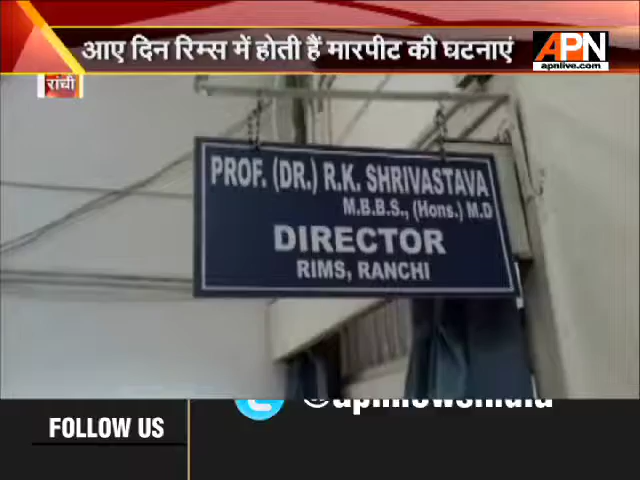 आए दिन रिम्स में होती हैं मारपीट की घटनाएं
APN
apnlive.com
रांची
PROF. (DR.) R.K. SHRIVASTAVA
M.B.B.S., (Hons.) M.D
DIRECTOR
RIMS, RANCHI
FOLLOW US